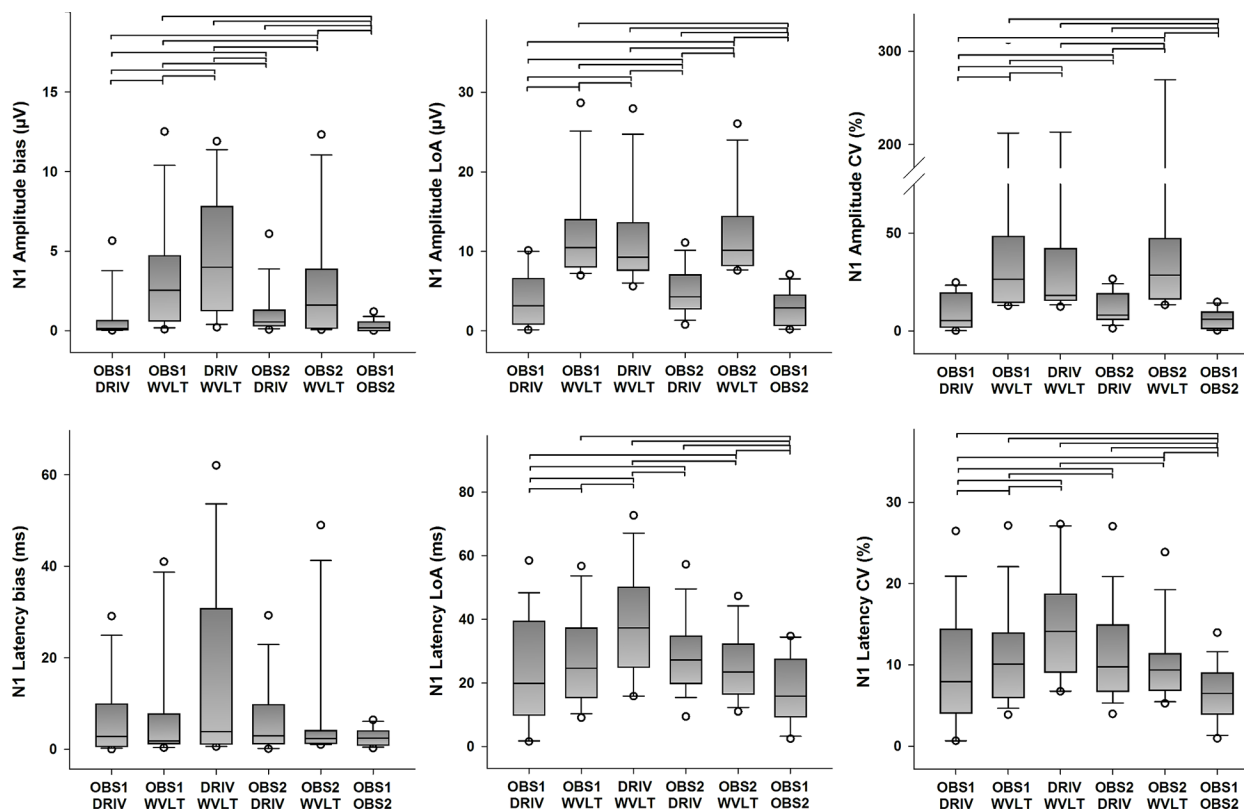 N1 Amplitude bias (µV)
15
10
5
0
OBS1 OBS1 DRIV OBS2 OBS2 OBS1
DRIV WVLT WVLT DRIV WVLT OBS2
N1 Amplitude LoA (µV)
30
20
10
0
OBS1 OBS1 DRIV OBS2 OBS2 OBS1
DRIV WVLT WVLT DRIV WVLT OBS2
N1 Amplitude CV (%)
300
200
50
0
OBS1 OBS1 DRIV OBS2 OBS2 OBS1
DRIV WVLT WVLT DRIV WVLT OBS2
N1 Latency bias (ms)
60
40
20
0
OBS1 OBS1 DRIV OBS2 OBS2 OBS1
DRIV WVLT WVLT DRIV WVLT OBS2
N1 Latency LoA (ms)
80
60
40
20
0
OBS1 OBS1 DRIV OBS2 OBS2 OBS1
DRIV WVLT WVLT DRIV WVLT OBS2
N1 Latency CV (%)
30
20
10
0
OBS1 OBS1 DRIV OBS2 OBS2 OBS1
DRIV WVLT WVLT DRIV WVLT OBS2